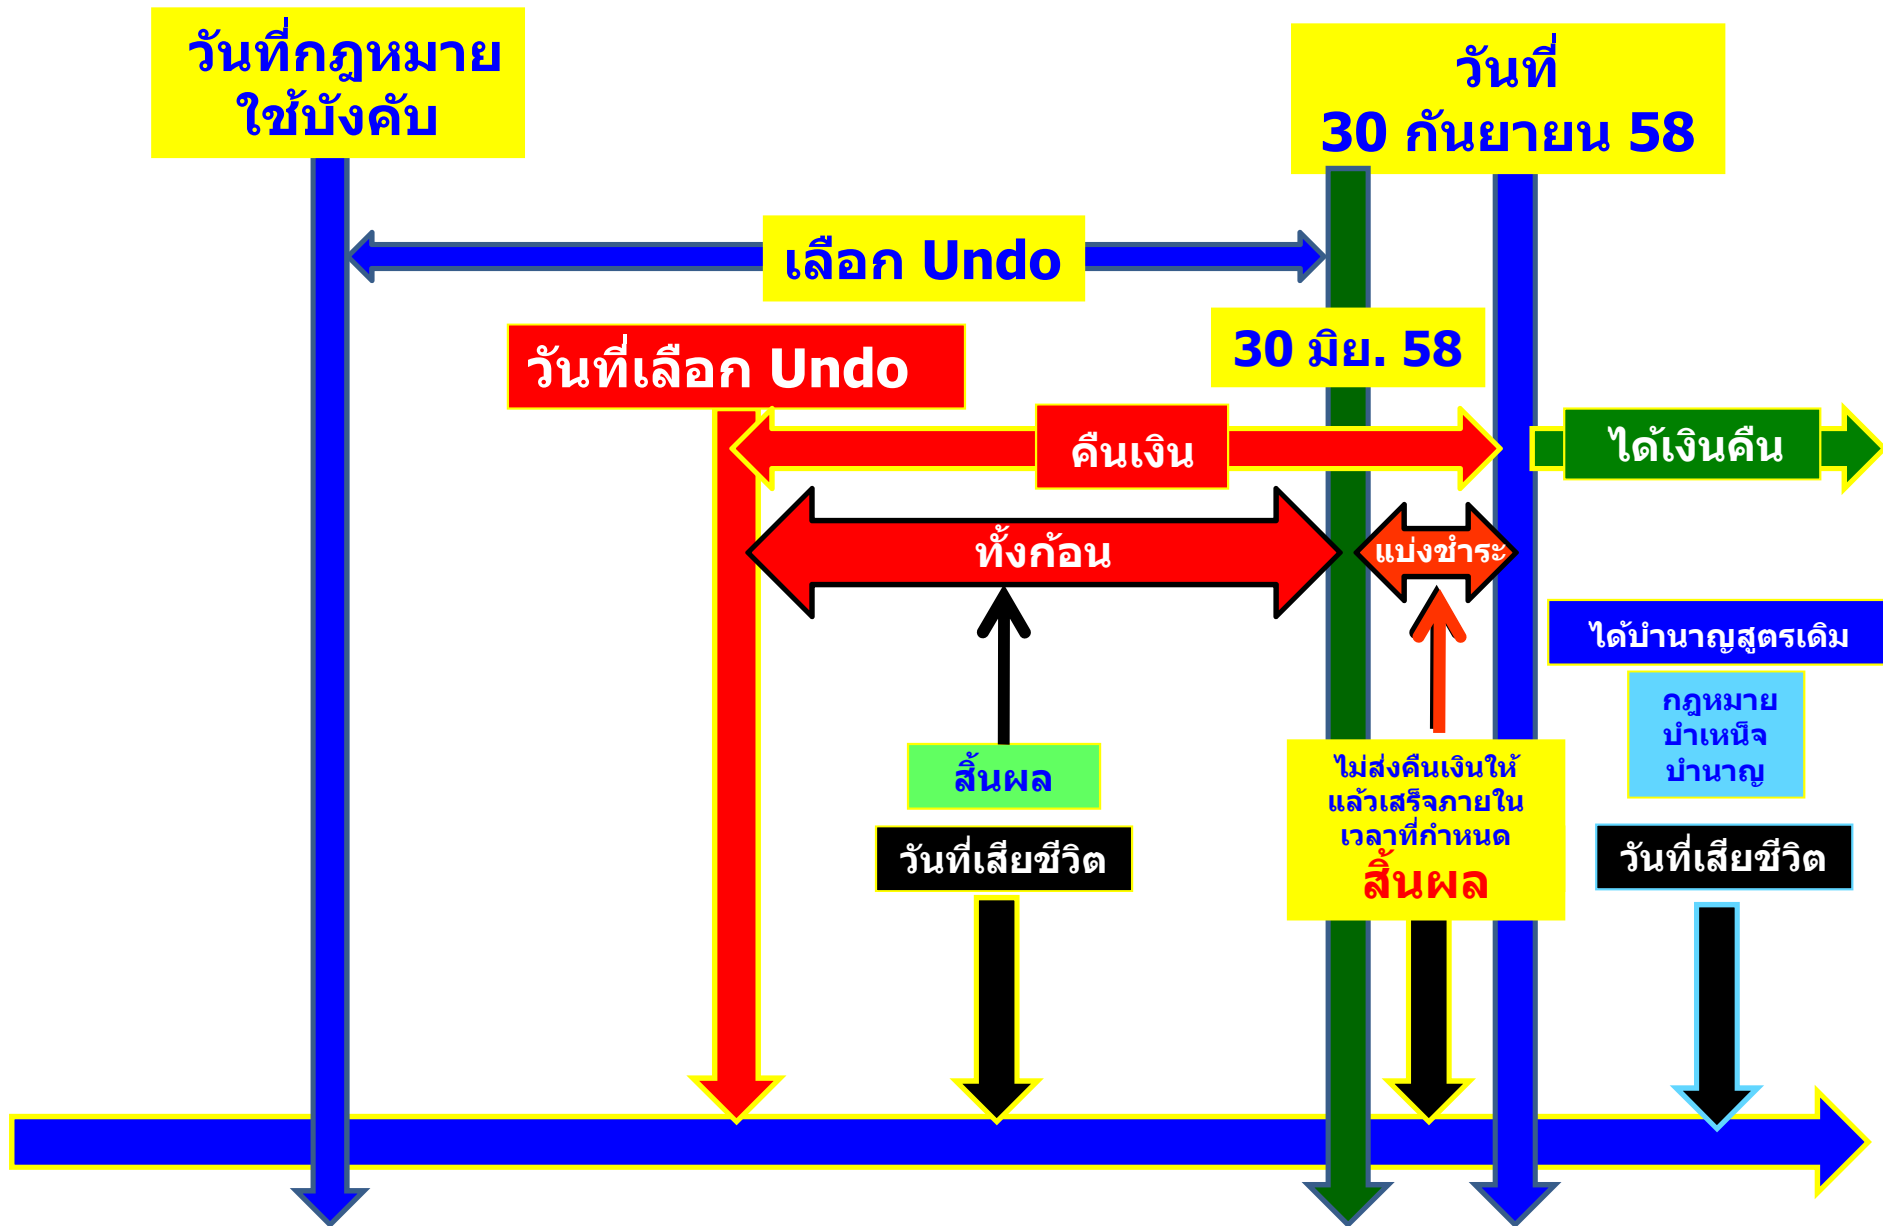 วันที่กฎหมาย
ใช้บังคับ
วันที่
30 กันยายน 58
เลือก Undo
วันที่เลือก Undo
30 มิย. 58
คืนเงิน
ได้เงินคืน
ทั้งก้อน
แบ่งชำระ
ได้บำนาญสูตรเดิม
กฎหมาย
บำเหน็จ
บำนาญ
สิ้นผล
ไม่ส่งคืนเงินให้
แล้วเสร็จภายใน
เวลาที่กำหนด
สิ้นผล
วันที่เสียชีวิต
วันที่เสียชีวิต